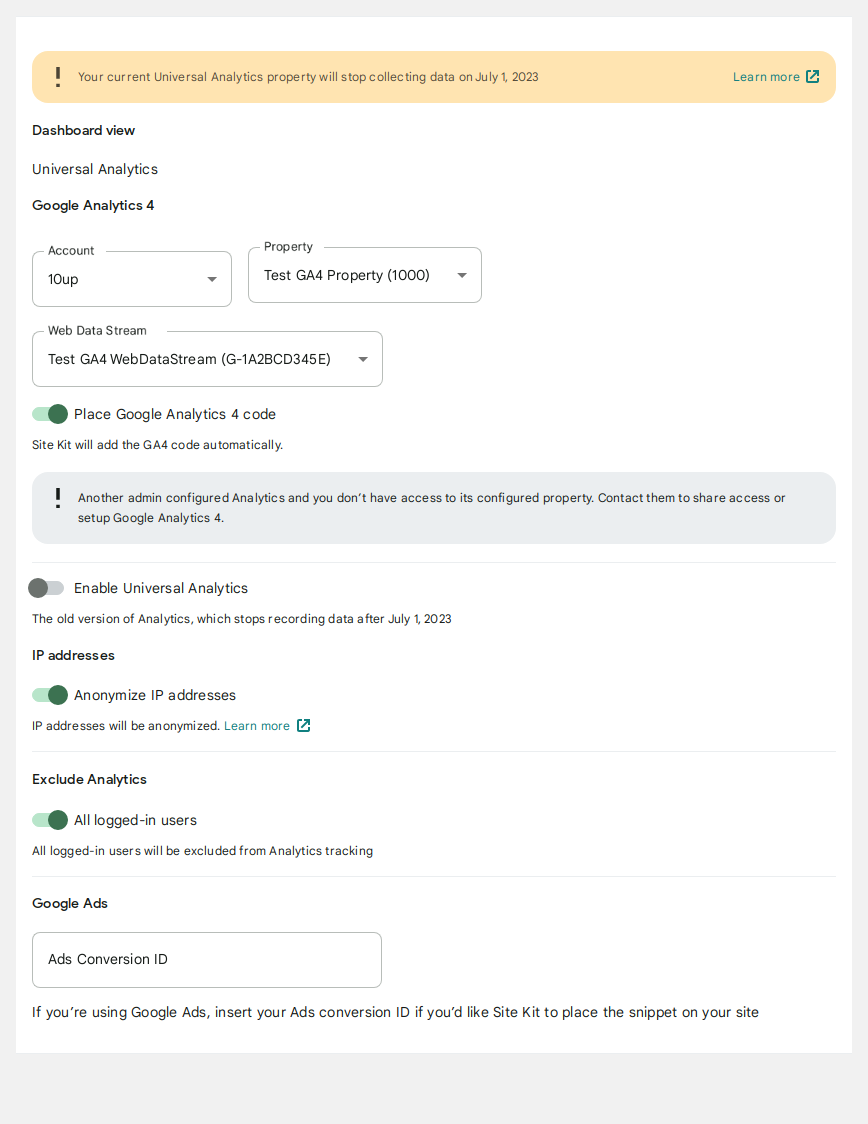 Your current Universal Analytics property will stop collecting data on July 1, 2023
Learn more
Dashboard view
Universal Analytics
Google Analytics 4
Account
10up
Property
Test GA4 Property (1000)
Web Data Stream
Test GA4 WebDataStream (G-1A2BCD345E)
Place Google Analytics 4 code
Site Kit will add the GA4 code automatically.
Another admin configured Analytics and you don’t have access to its configured property. Contact them to share access or
setup Google Analytics 4.
Enable Universal Analytics
The old version of Analytics, which stops recording data after July 1, 2023
IP addresses
Anonymize IP addresses
IP addresses will be anonymized. Learn more
Exclude Analytics
All logged-in users
All logged-in users will be excluded from Analytics tracking
Google Ads
Ads Conversion ID
If you’re using Google Ads, insert your Ads conversion ID if you’d like Site Kit to place the snippet on your site